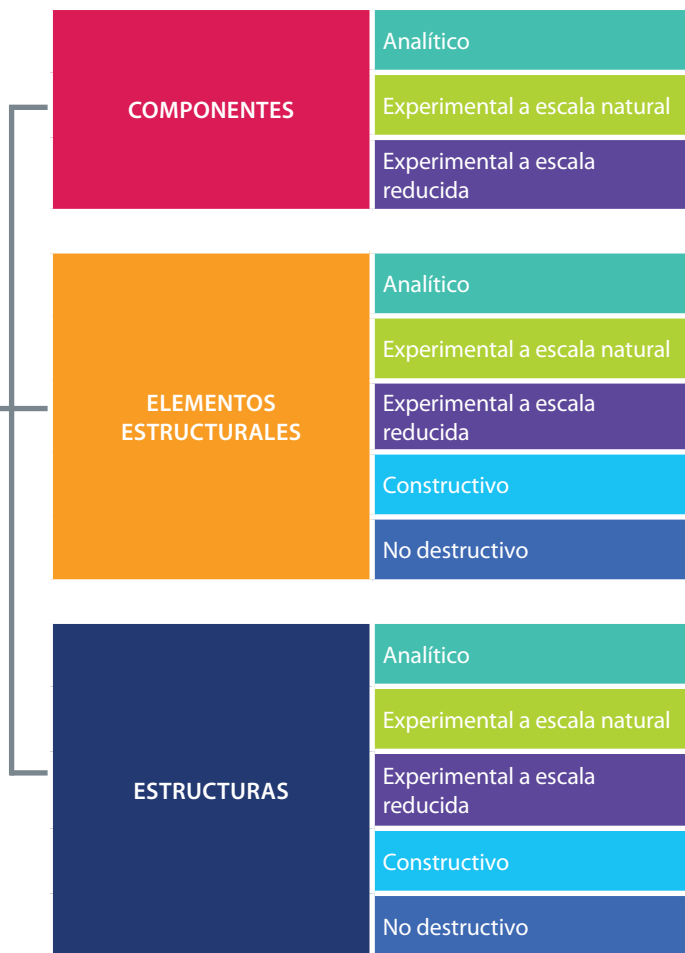 COMPONENTES
Analítico
Experimental a escala natural
Experimental a escala
reducida
ELEMENTOS
ESTRUCTURALES
Analítico
Experimental a escala natural
Experimental a escala
reducida
Constructivo
No destructivo
ESTRUCTURAS
Analítico
Experimental a escala natural
Experimental a escala
reducida
Constructivo
No destructivo